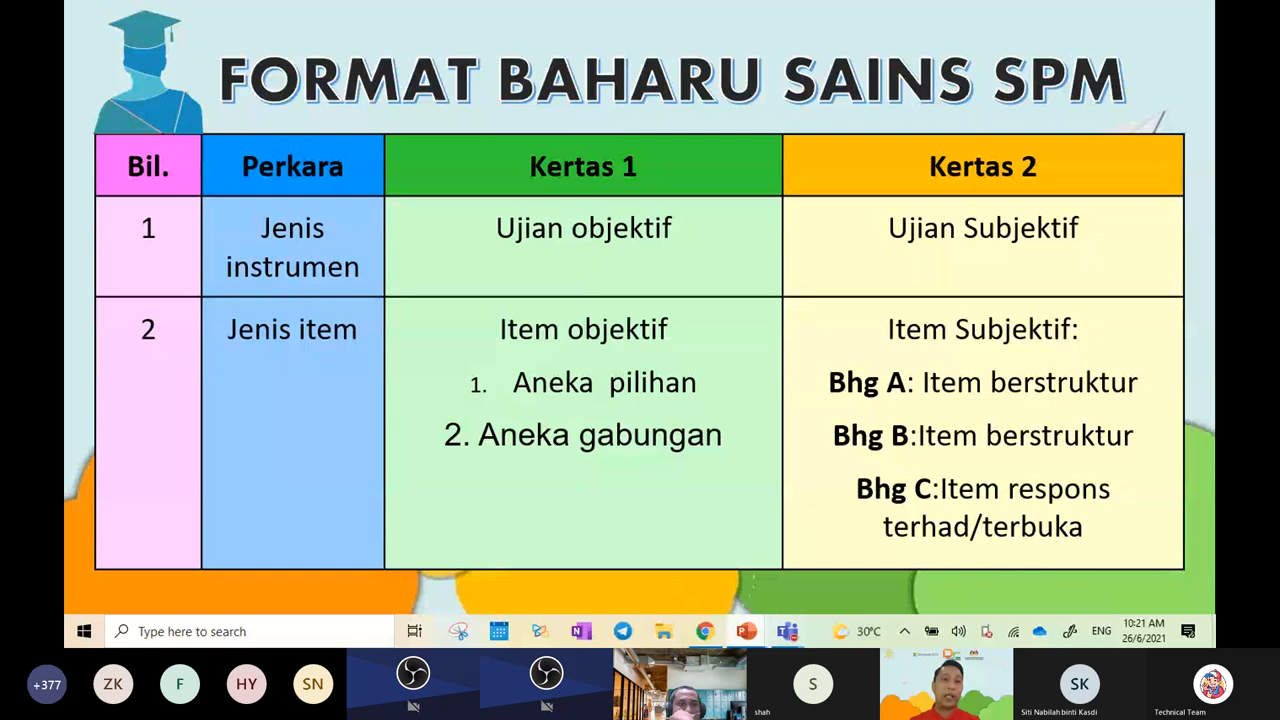 FORMAT BAHARU SAINS SPM
Bil.
Perkara
Kertas 1
Kertas 2
1
Jenis
instrumen
Ujian objektif
Ujian Subjektif
2
Jenis item
Item objektif
1. Aneka pilihan
2. Aneka gabungan
Item Subjektif:
Bhg A: Item berstruktur
Bhg B:Item berstruktur
Bhg C:Item respons
terhad/terbuka
Type here to search
30°C
ENG
10:21 AM
26/6/2021
+377
ZK
F
HY
SN
S
shah
SK
Siti Nabilah binti Kasdi
Technical Team